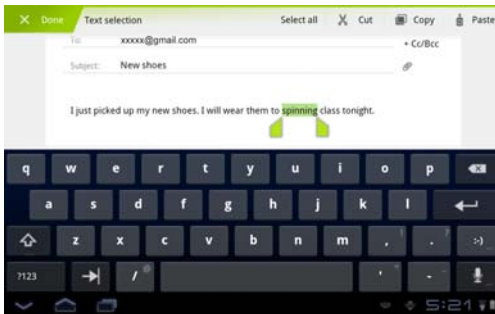 X Done Text selection Select all Cut Copy Paste
To: xxxxx@gmail.com + Cc/Bcc
Subject: New shoes
I just picked up my new shoes. I will wear them to spinning class tonight.
q w e r t y u i o p
a s d f g h j k l
z x c v b n m , ! . ? :-)
?123 / @ ' " - _
5:21